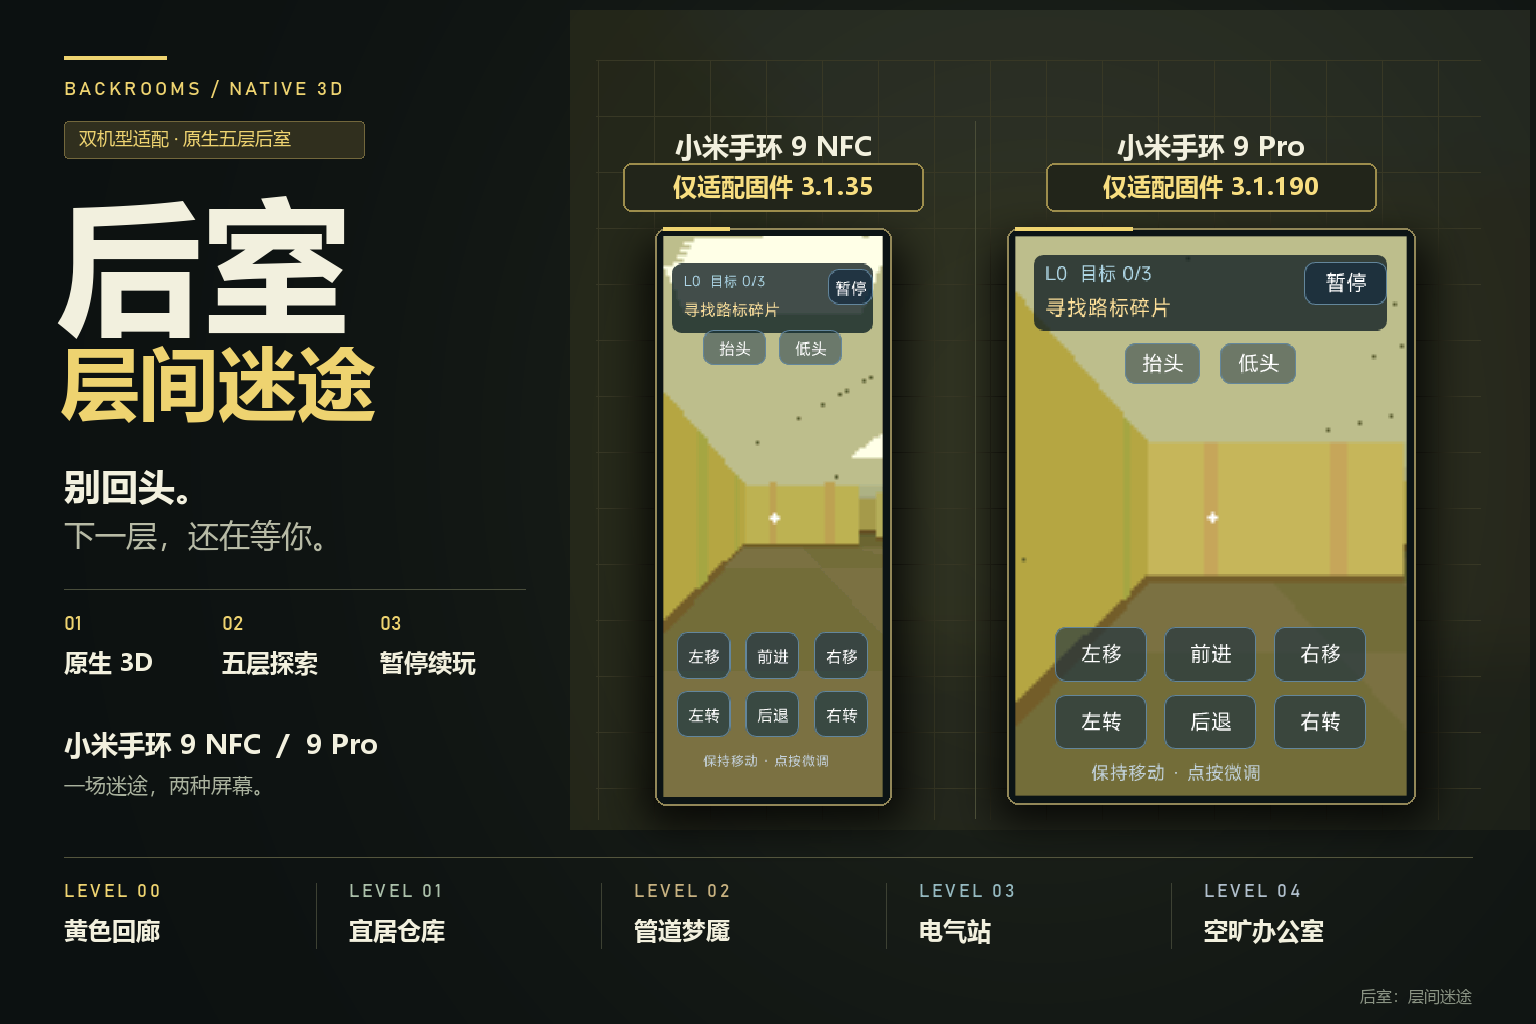 BACKROOMS / NATIVE 3D
双机型适配 · 原生五层后室
后室
层间迷途
别回头。
下一层，还在等你。
01
原生 3D
02
五层探索
03
暂停续玩
小米手环 9 NFC / 9 Pro
一场迷途，两种屏幕。
小米手环 9 NFC
仅适配固件 3.1.35
L0 目标 0/3
寻找路标碎片
暂停
抬头
低头
左移
前进
右移
左转
后退
右转
保持移动 · 点按微调
小米手环 9 Pro
仅适配固件 3.1.190
L0 目标 0/3
寻找路标碎片
暂停
抬头
低头
左移
前进
右移
左转
后退
右转
保持移动 · 点按微调
LEVEL 00
黄色回廊
LEVEL 01
宜居仓库
LEVEL 02
管道梦魇
LEVEL 03
电气站
LEVEL 04
空旷办公室
后室：层间迷途